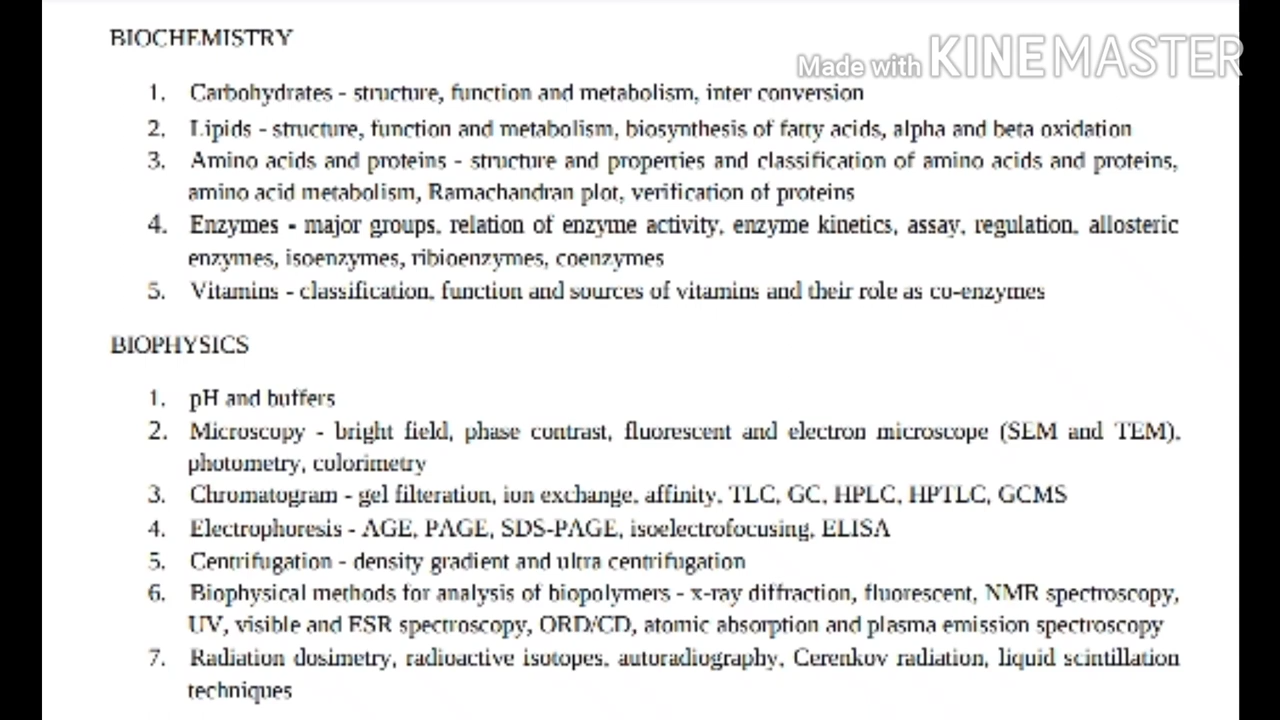 BIOCHEMISTRY
Made with KINEMASTER
1. Carbohydrates - structure, function and metabolism, inter conversion
2. Lipids - structure, function and metabolism, biosynthesis of fatty acids, alpha and beta oxidation
3. Amino acids and proteins - structure and properties and classification of amino acids and proteins,
amino acid metabolism, Ramachandran plot, verification of proteins
4. Enzymes - major groups, relation of enzyme activity, enzyme kinetics, assay, regulation, allosteric
enzymes, isoenzymes, ribioenzymes, coenzymes
5. Vitamins - classification, function and sources of vitamins and their role as co-enzymes
BIOPHYSICS
1. pH and buffers
2. Microscopy - bright field, phase contrast, fluorescent and electron microscope (SEM and TEM),
photometry, colorimetry
3. Chromatogram - gel filteration, ion exchange, affinity, TLC, GC, HPLC, HPTLC, GCMS
4. Electrophoresis - AGE, PAGE, SDS-PAGE, isoelectrofocusing, ELISA
5. Centrifugation - density gradient and ultra centrifugation
6. Biophysical methods for analysis of biopolymers - x-ray diffraction, fluorescent, NMR spectroscopy,
UV, visible and ESR spectroscopy, ORD/CD, atomic absorption and plasma emission spectroscopy
7. Radiation dosimetry, radioactive isotopes, autoradiography, Cerenkov radiation, liquid scintillation
techniques